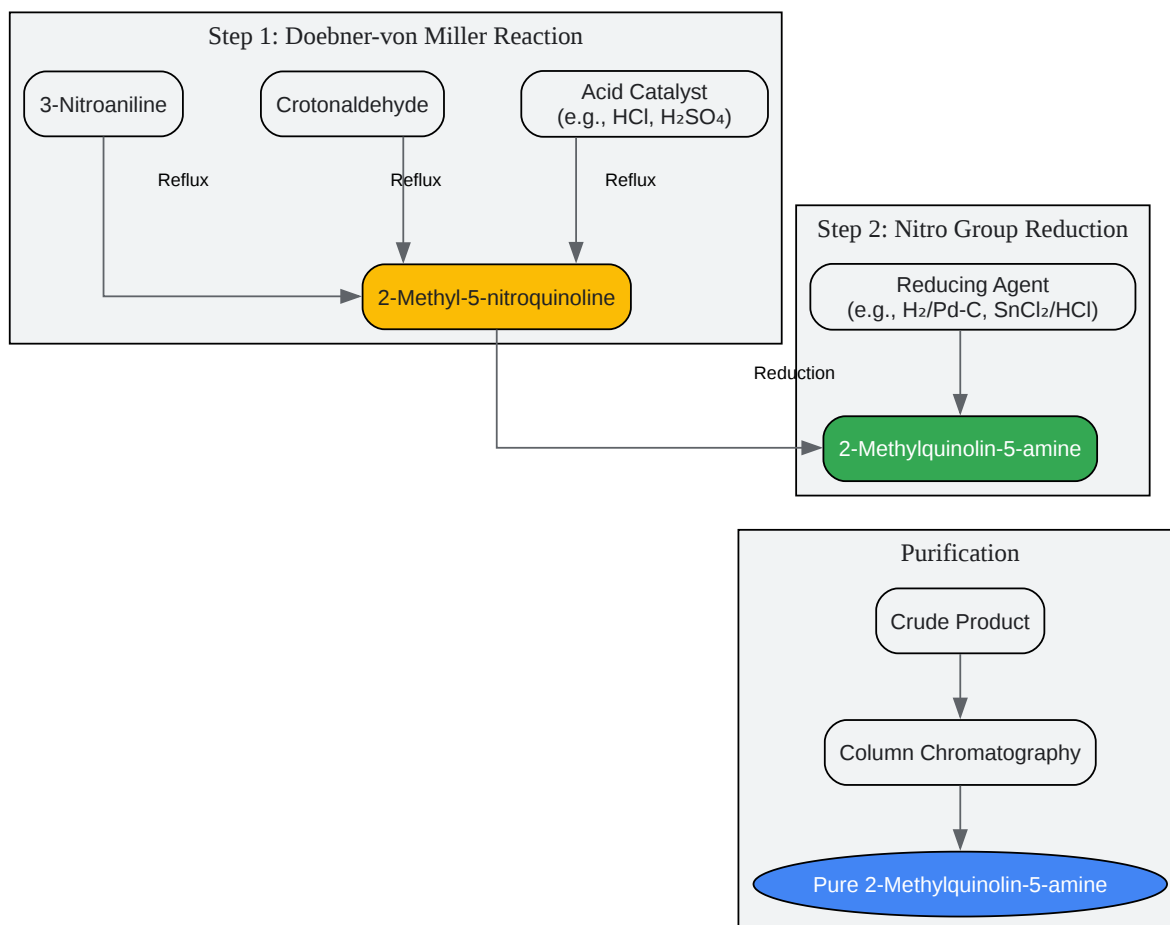 Step 1: Doebner-von Miller Reaction
3-Nitroaniline
Crotonaldehyde
Acid Catalyst
(e.g., HCl, H₂SO₄)
Reflux
Reflux
Reflux
2-Methyl-5-nitroquinoline
Step 2: Nitro Group Reduction
Reducing Agent
(e.g., H₂/Pd-C, SnCl₂/HCl)
Reduction
2-Methylquinolin-5-amine
Purification
Crude Product
Column Chromatography
Pure 2-Methylquinolin-5-amine